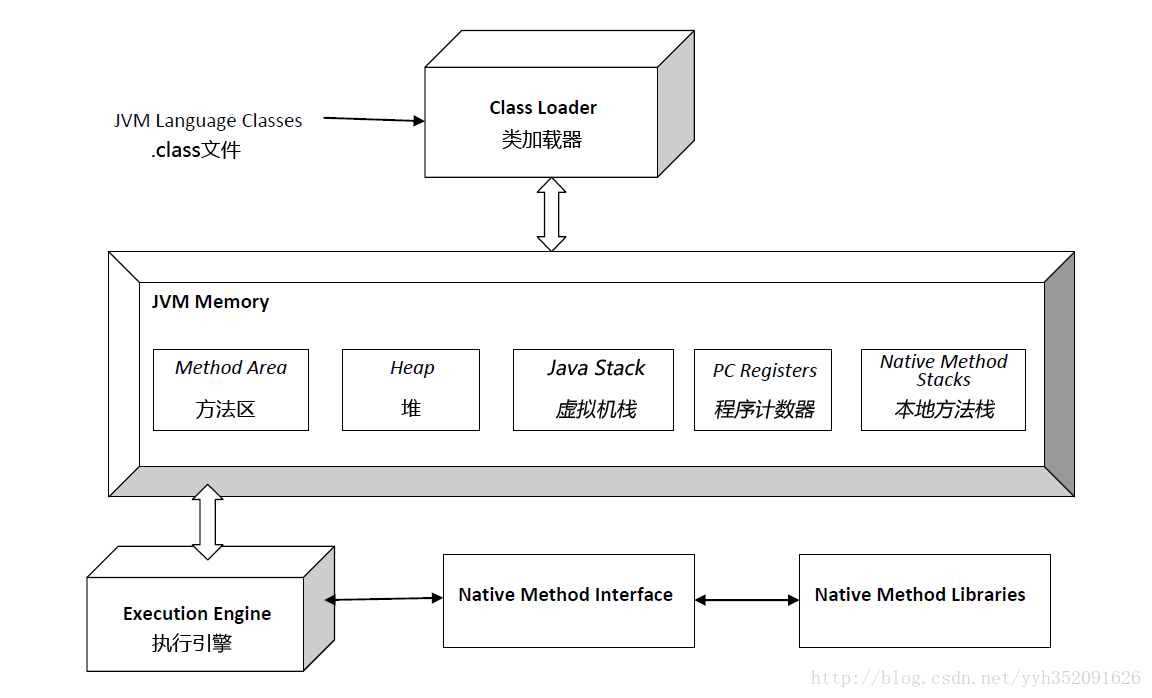 Class Loader
类加载器
JVM Language Classes
.class文件
JVM Memory
Method Area
方法区
Heap
堆
Java Stack
虚拟机栈
PC Registers
程序计数器
Native Method
Stacks
本地方法栈
Execution Engine
执行引擎
Native Method Interface
Native Method Libraries
http://blog.csdn.net/yyh352091626